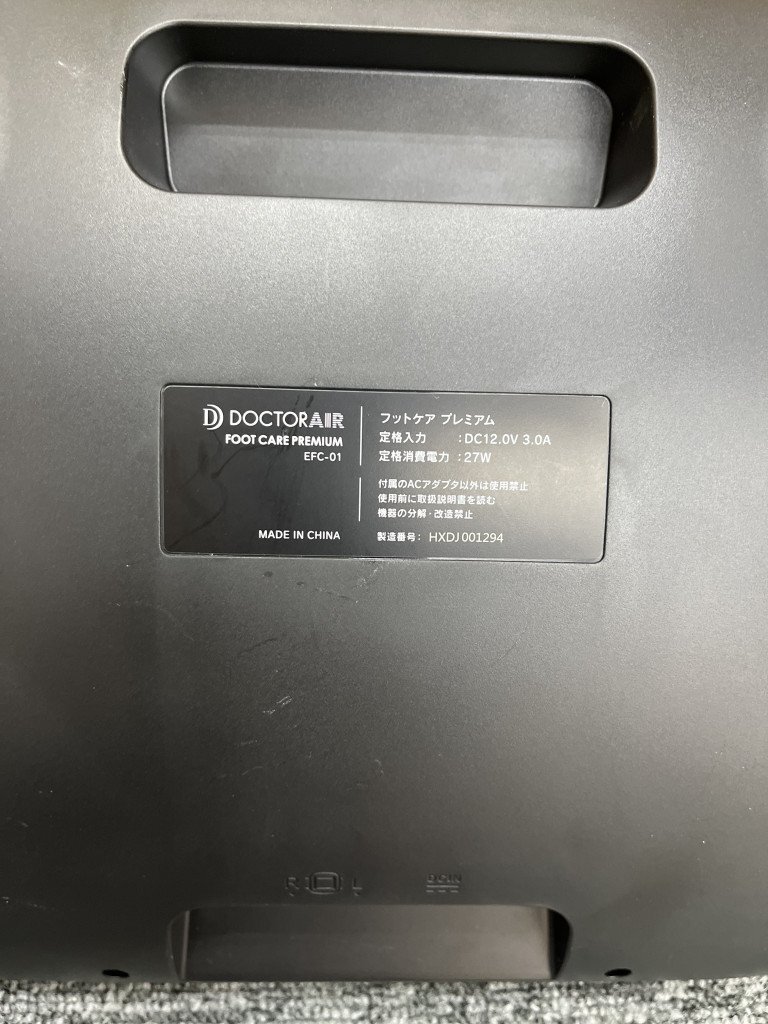 DOCTORAIR
FOOT CARE PREMIUM
EFC-01
MADE IN CHINA
フットケア プレミアム
定格入力 :DC12.0V 3.0A
定格消費電力 :27W
付属のACアダプタ以外は使用禁止
使用前に取扱説明書を読む
機器の分解・改造禁止
製造番号: HXDJ001294
R L
DC IN